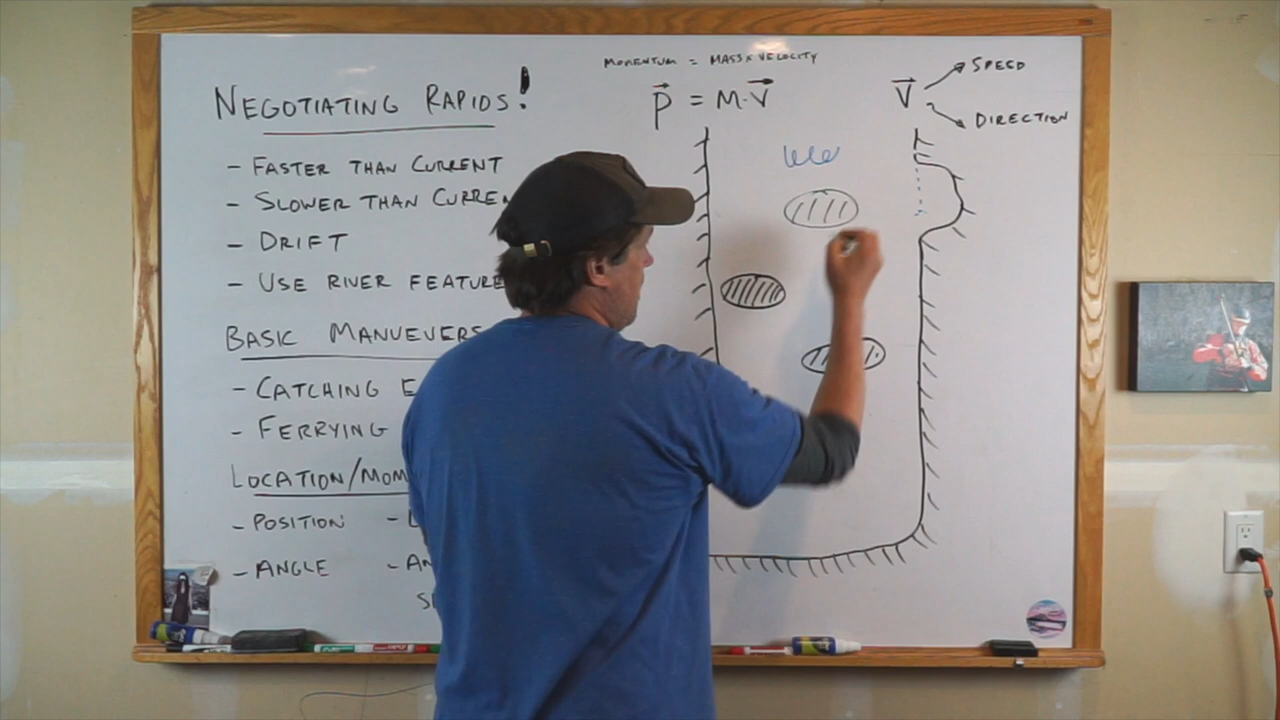 NEGOTIATING RAPIDS!
- FASTER THAN CURRENT
- SLOWER THAN CURREN
- DRIFT
- USE RIVER FEATURE
BASIC MANUEVERS
- CATCHING E
- FERRYING
LOCATION/MOM
- POSITION - L
- ANGLE - AN
S
MOMENTUM = MASS X VELOCITY
P = M·V
V
SPEED
DIRECTION